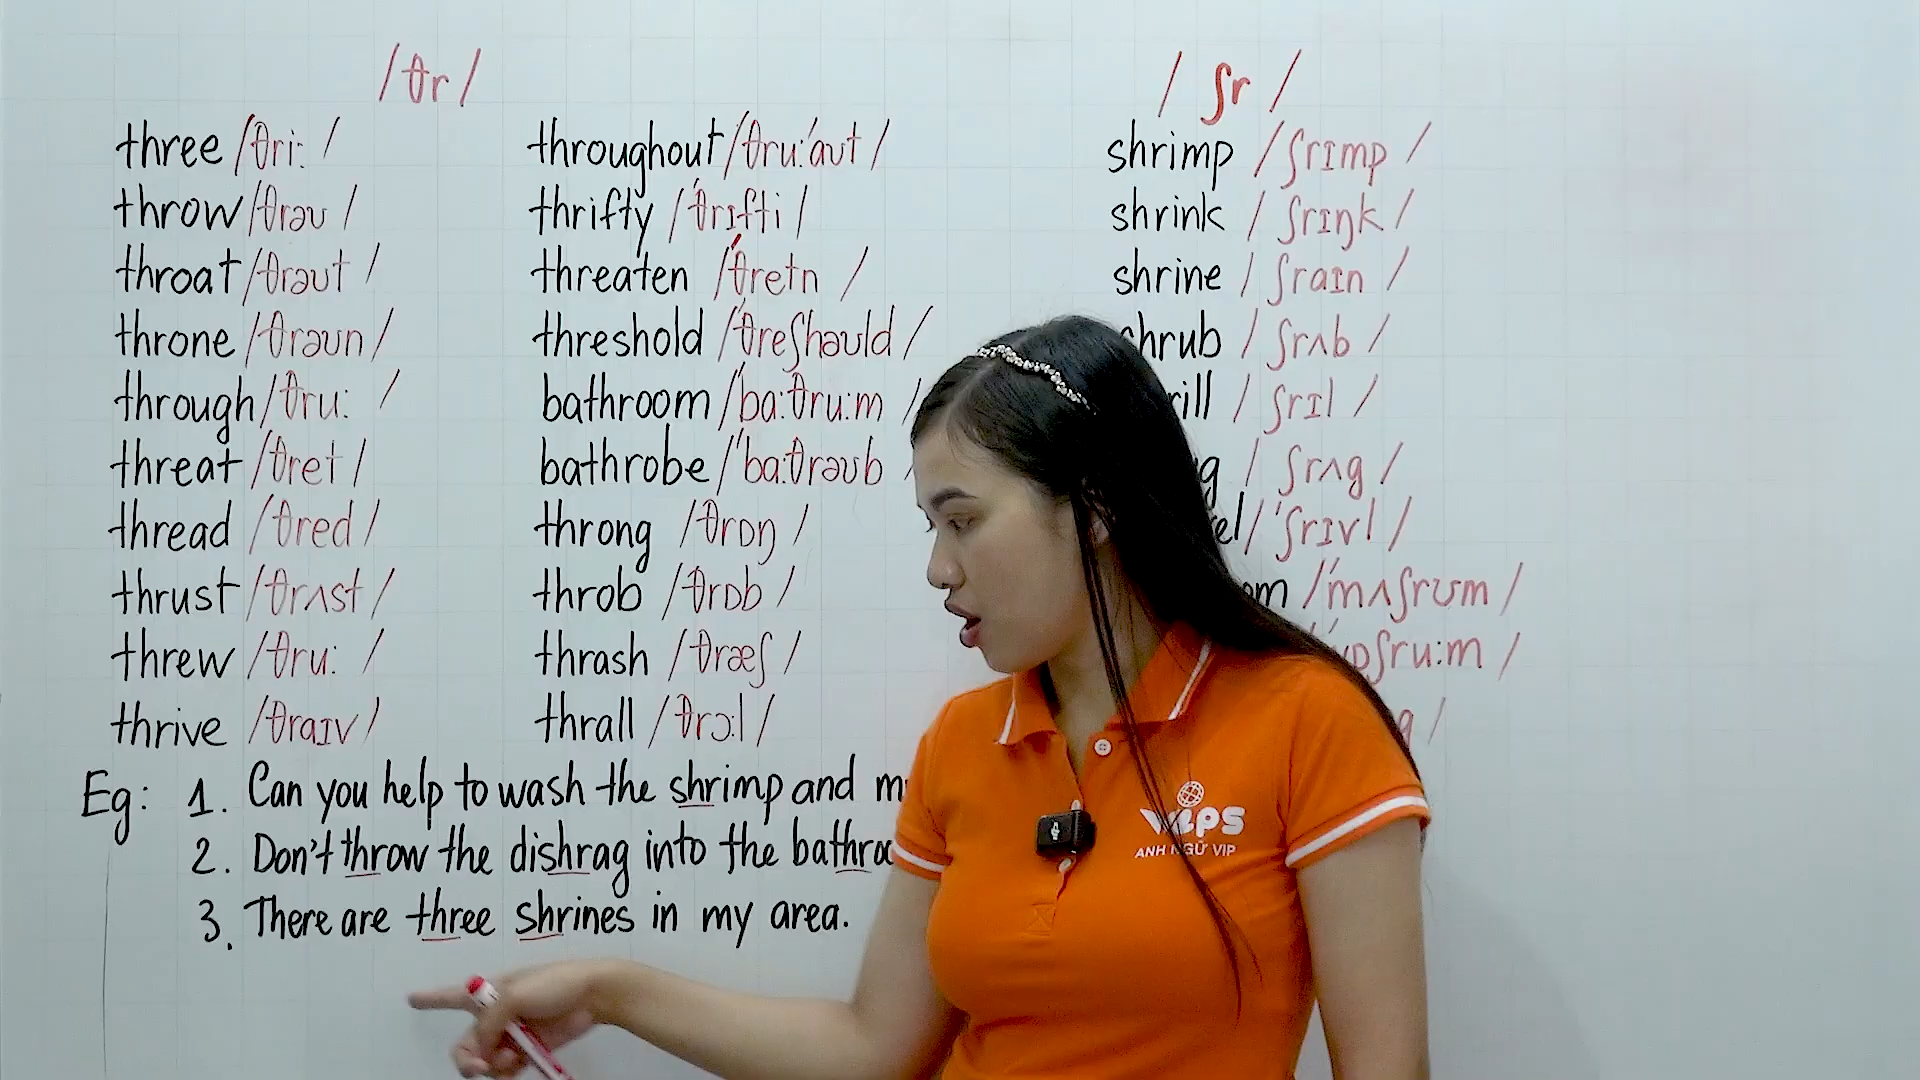 /θr/
three /θri: /
throw /θrəʊ /
throat /θrəʊt /
throne /θrəʊn /
through /θru: /
threat /θret /
thread /θred /
thrust /θrʌst /
threw /θru: /
thrive /θraɪv /
throughout /θru:'aʊt /
thrifty /'θrɪfti /
threaten /'θretn /
threshold /'θreʃhəʊld /
bathroom /'ba:θru:m /
bathrobe /'ba:θrəʊb /
throng /θrɒŋ /
throb /θrɒb /
thrash /θræʃ /
thrall /θrɔ:l /
/ ʃr /
shrimp /ʃrɪmp /
shrink / ʃrɪŋk /
shrine / ʃraɪn /
hrub / ʃrʌb /
ill / ʃrɪl /
g / ʃrʌg /
el / 'ʃrɪvl /
om /'mʌʃrʊm /
ɒʃru:m /
g /
Eg: 1. Can you help to wash the shrimp and m
2. Don't throw the dishrag into the bathro
3. There are three shrines in my area.
vips
ANH NGỮ VIP